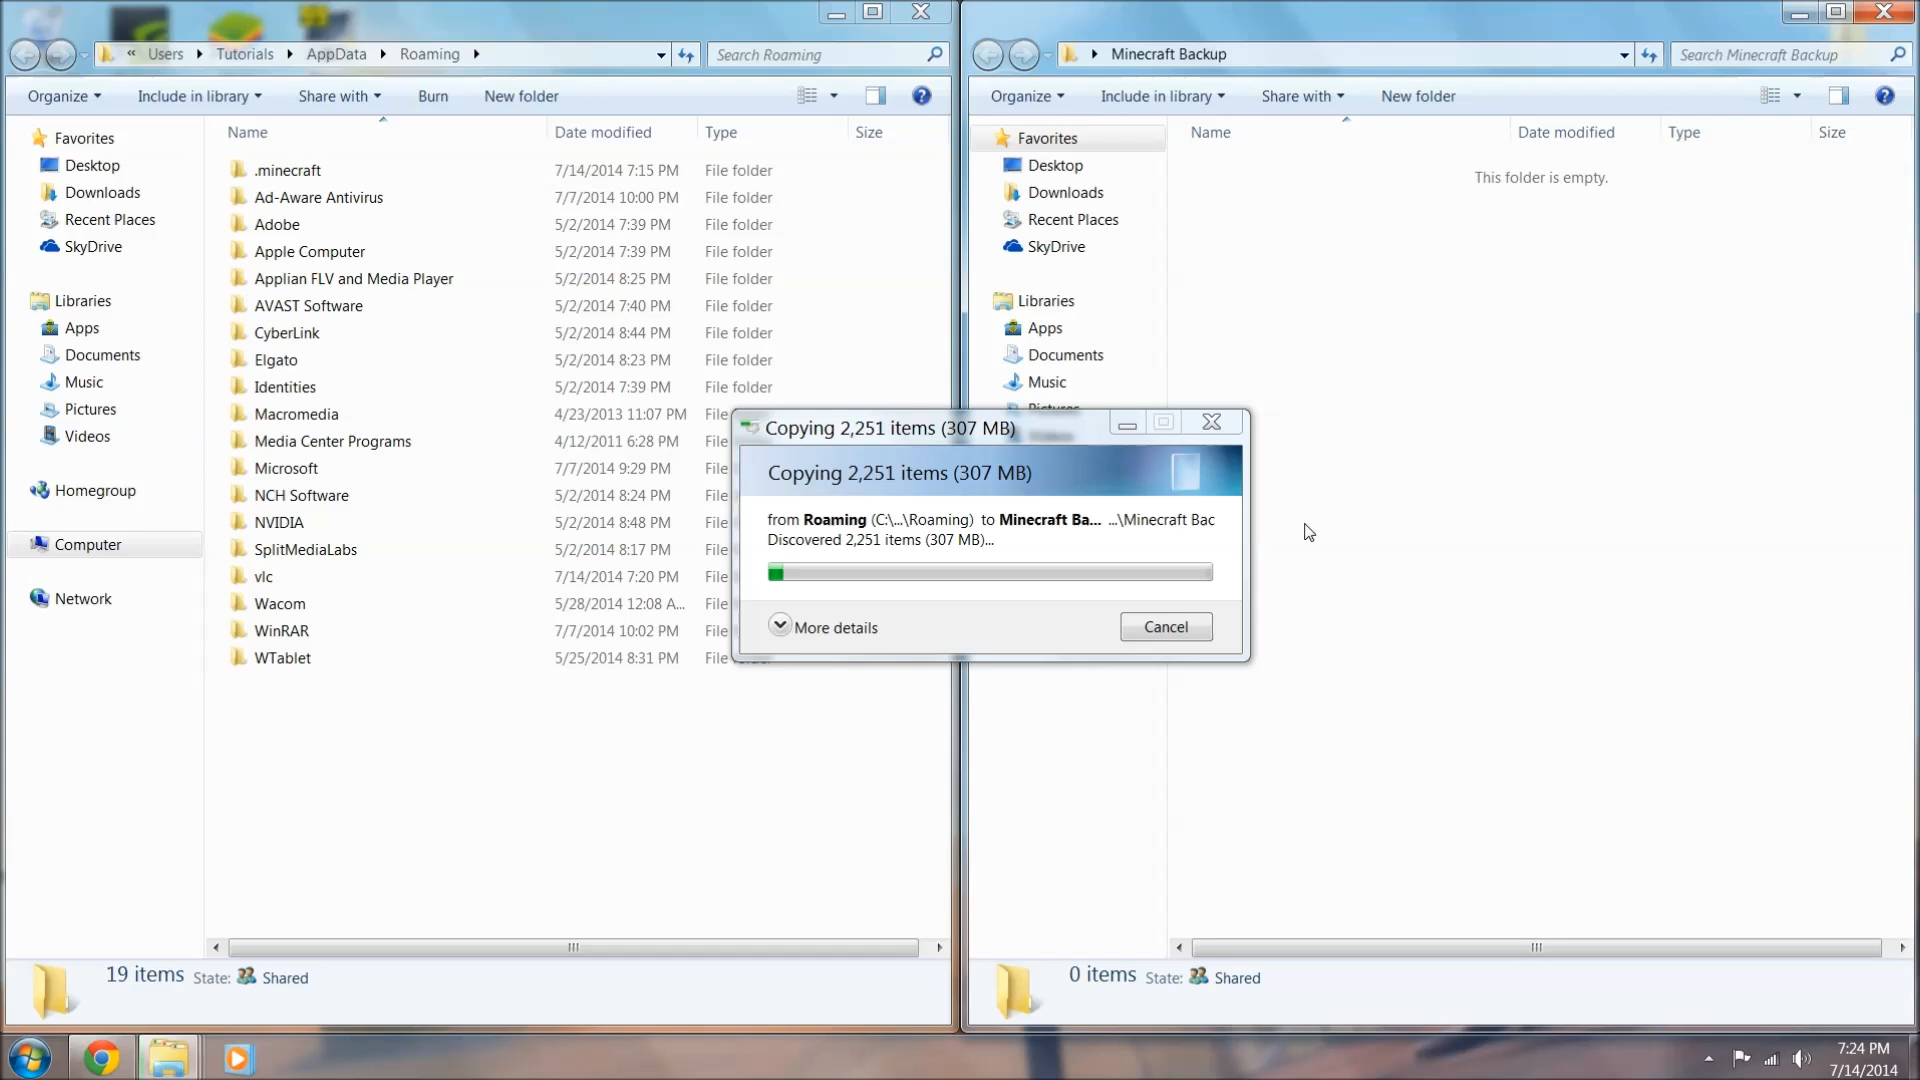 « Users Tutorials AppData Roaming
Search Roaming
Organize Include in library Share with Burn New folder
Name Date modified Type Size
Favorites
Desktop
Downloads
Recent Places
SkyDrive
Libraries
Apps
Documents
Music
Pictures
Videos
Homegroup
Computer
Network
.minecraft 7/14/2014 7:15 PM File folder
Ad-Aware Antivirus 7/7/2014 10:00 PM File folder
Adobe 5/2/2014 7:39 PM File folder
Apple Computer 5/2/2014 7:39 PM File folder
Applian FLV and Media Player 5/2/2014 8:25 PM File folder
AVAST Software 5/2/2014 7:40 PM File folder
CyberLink 5/2/2014 8:44 PM File folder
Elgato 5/2/2014 8:23 PM File folder
Identities 5/2/2014 7:39 PM File folder
Macromedia 4/23/2013 11:07 PM File
Media Center Programs 4/12/2011 6:28 PM File
Microsoft 7/7/2014 9:29 PM File
NCH Software 5/2/2014 8:24 PM File
NVIDIA 5/2/2014 8:48 PM File
SplitMediaLabs 5/2/2014 8:17 PM File
vlc 7/14/2014 7:20 PM File
Wacom 5/28/2014 12:08 A... File
WinRAR 7/7/2014 10:02 PM File
WTablet 5/25/2014 8:31 PM File folder
19 items State: Shared
Minecraft Backup
Search Minecraft Backup
Organize Include in library Share with New folder
Name Date modified Type Size
This folder is empty.
Favorites
Desktop
Downloads
Recent Places
SkyDrive
Libraries
Apps
Documents
Music
Pictures
Videos
0 items State: Shared
Copying 2,251 items (307 MB)
Copying 2,251 items (307 MB)
from Roaming (C:\...\Roaming) to Minecraft Ba... ...\Minecraft Bac
Discovered 2,251 items (307 MB)...
More details
Cancel
7:24 PM
7/14/2014